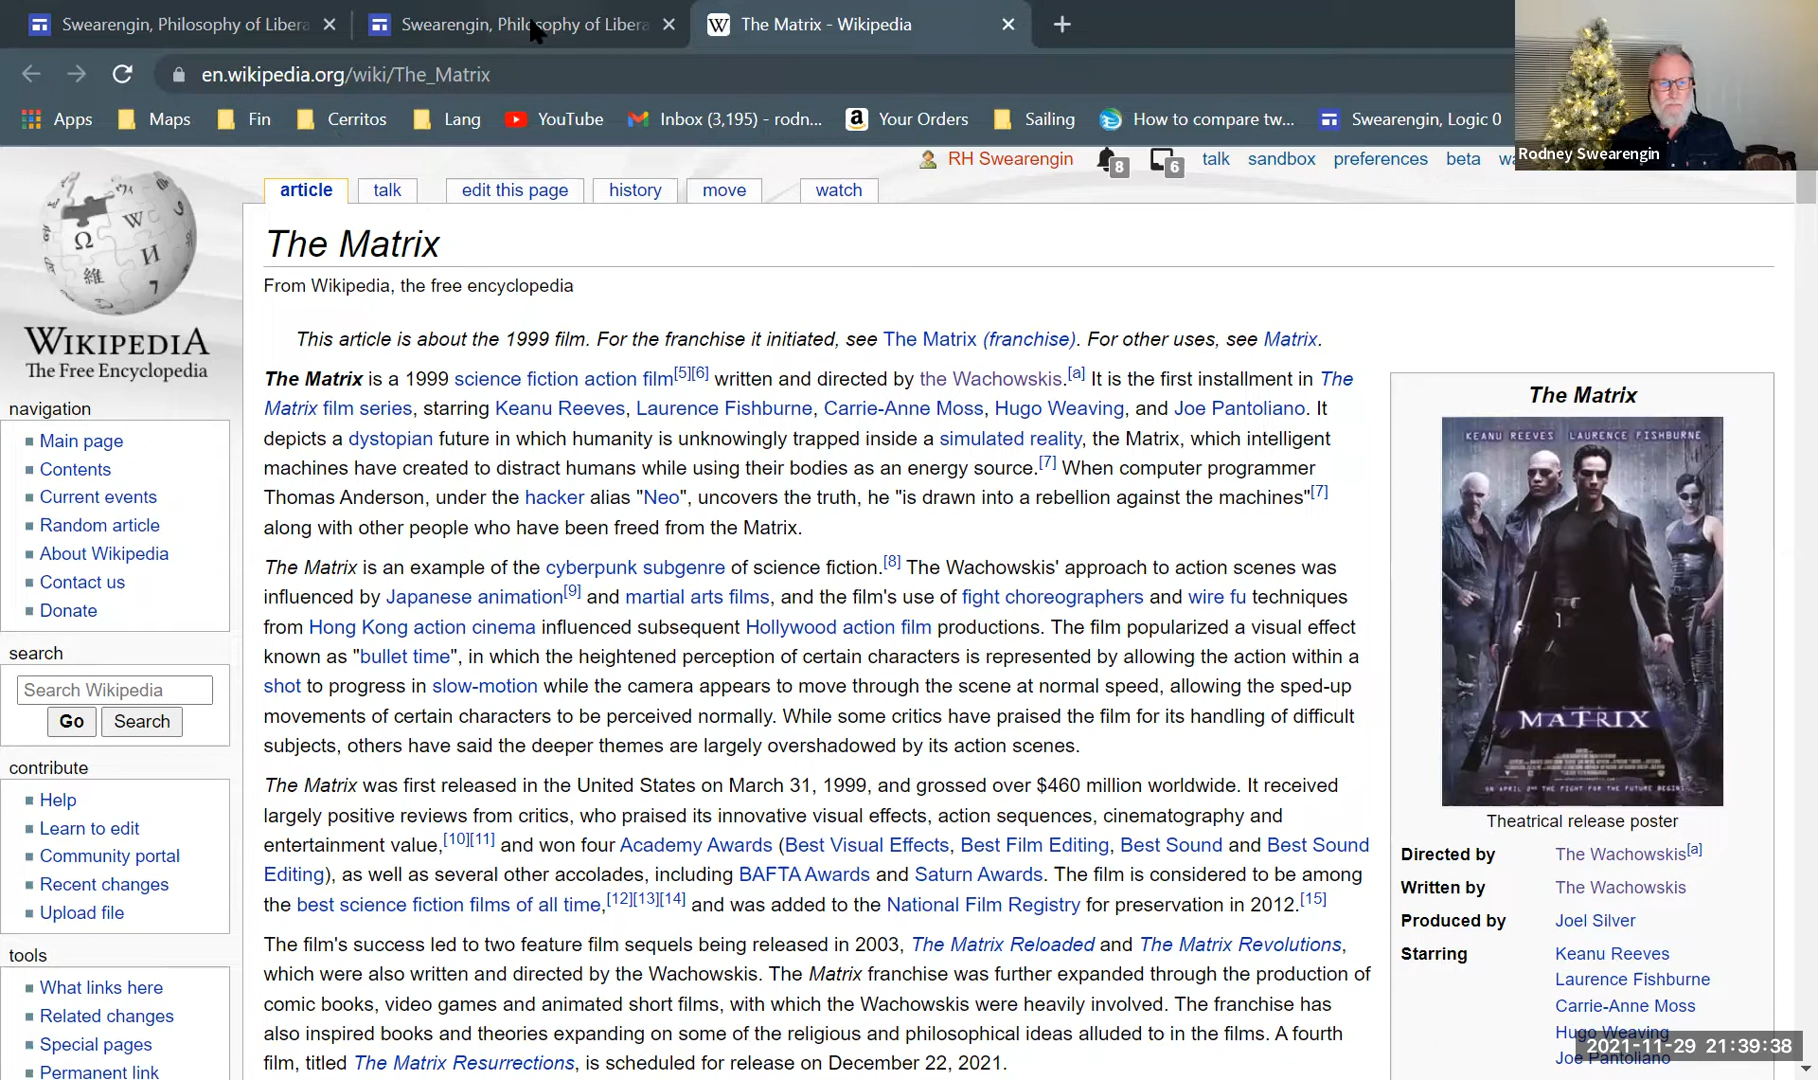 Swearengin, Philosophy of Libera
Swearengin, Philosophy of Libera
The Matrix - Wikipedia
en.wikipedia.org/wiki/The_Matrix
Apps
Maps
Fin
Cerritos
Lang
YouTube
Inbox (3,195) - rodn...
Your Orders
Sailing
How to compare tw...
Swearengin, Logic 0
Rodney Swearengin
RH Swearengin
8
6
talk
sandbox
preferences
beta
article
talk
edit this page
history
move
watch
The Matrix
From Wikipedia, the free encyclopedia
This article is about the 1999 film. For the franchise it initiated, see The Matrix (franchise). For other uses, see Matrix.
The Matrix is a 1999 science fiction action film[5][6] written and directed by the Wachowskis.[a] It is the first installment in The
Matrix film series, starring Keanu Reeves, Laurence Fishburne, Carrie-Anne Moss, Hugo Weaving, and Joe Pantoliano. It
depicts a dystopian future in which humanity is unknowingly trapped inside a simulated reality, the Matrix, which intelligent
machines have created to distract humans while using their bodies as an energy source.[7] When computer programmer
Thomas Anderson, under the hacker alias "Neo", uncovers the truth, he "is drawn into a rebellion against the machines"[7]
along with other people who have been freed from the Matrix.
The Matrix is an example of the cyberpunk subgenre of science fiction.[8] The Wachowskis' approach to action scenes was
influenced by Japanese animation[9] and martial arts films, and the film's use of fight choreographers and wire fu techniques
from Hong Kong action cinema influenced subsequent Hollywood action film productions. The film popularized a visual effect
known as "bullet time", in which the heightened perception of certain characters is represented by allowing the action within a
shot to progress in slow-motion while the camera appears to move through the scene at normal speed, allowing the sped-up
movements of certain characters to be perceived normally. While some critics have praised the film for its handling of difficult
subjects, others have said the deeper themes are largely overshadowed by its action scenes.
The Matrix was first released in the United States on March 31, 1999, and grossed over $460 million worldwide. It received
largely positive reviews from critics, who praised its innovative visual effects, action sequences, cinematography and
entertainment value,[10][11] and won four Academy Awards (Best Visual Effects, Best Film Editing, Best Sound and Best Sound
Editing), as well as several other accolades, including BAFTA Awards and Saturn Awards. The film is considered to be among
the best science fiction films of all time,[12][13][14] and was added to the National Film Registry for preservation in 2012.[15]
The film's success led to two feature film sequels being released in 2003, The Matrix Reloaded and The Matrix Revolutions,
which were also written and directed by the Wachowskis. The Matrix franchise was further expanded through the production of
comic books, video games and animated short films, with which the Wachowskis were heavily involved. The franchise has
also inspired books and theories expanding on some of the religious and philosophical ideas alluded to in the films. A fourth
film, titled The Matrix Resurrections, is scheduled for release on December 22, 2021.
WIKIPEDIA
The Free Encyclopedia
navigation
Main page
Contents
Current events
Random article
About Wikipedia
Contact us
Donate
search
Search Wikipedia
Go
Search
contribute
Help
Learn to edit
Community portal
Recent changes
Upload file
tools
What links here
Related changes
Special pages
Permanent link
The Matrix
KEANU REEVES LAURENCE FISHBURNE
MATRIX
ON APRIL 2ND THE FIGHT FOR THE FUTURE BEGINS
Theatrical release poster
Directed by The Wachowskis[a]
Written by The Wachowskis
Produced by Joel Silver
Starring Keanu Reeves
Laurence Fishburne
Carrie-Anne Moss
Hugo Weaving
Joe Pantoliano
2021-11-29 21:39:38